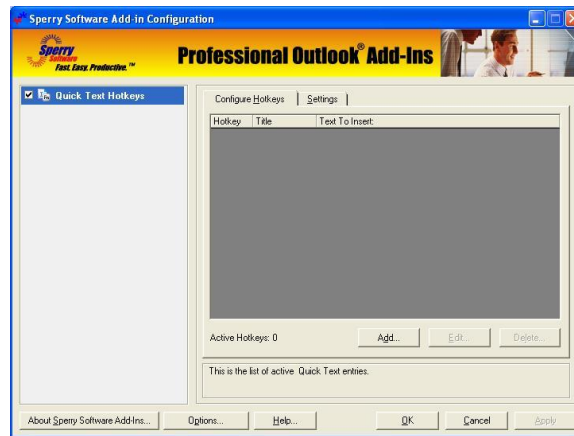 Sperry Software Add-in Configuration
Sperry
Software
Fast. Easy. Productive.™
Professional Outlook® Add-Ins
Quick Text Hotkeys
Configure Hotkeys
Settings
Hotkey
Title
Text To Insert:
Active Hotkeys: 0
Add...
Edit...
Delete...
This is the list of active Quick Text entries.
About Sperry Software Add-Ins...
Options...
Help...
OK
Cancel
Apply